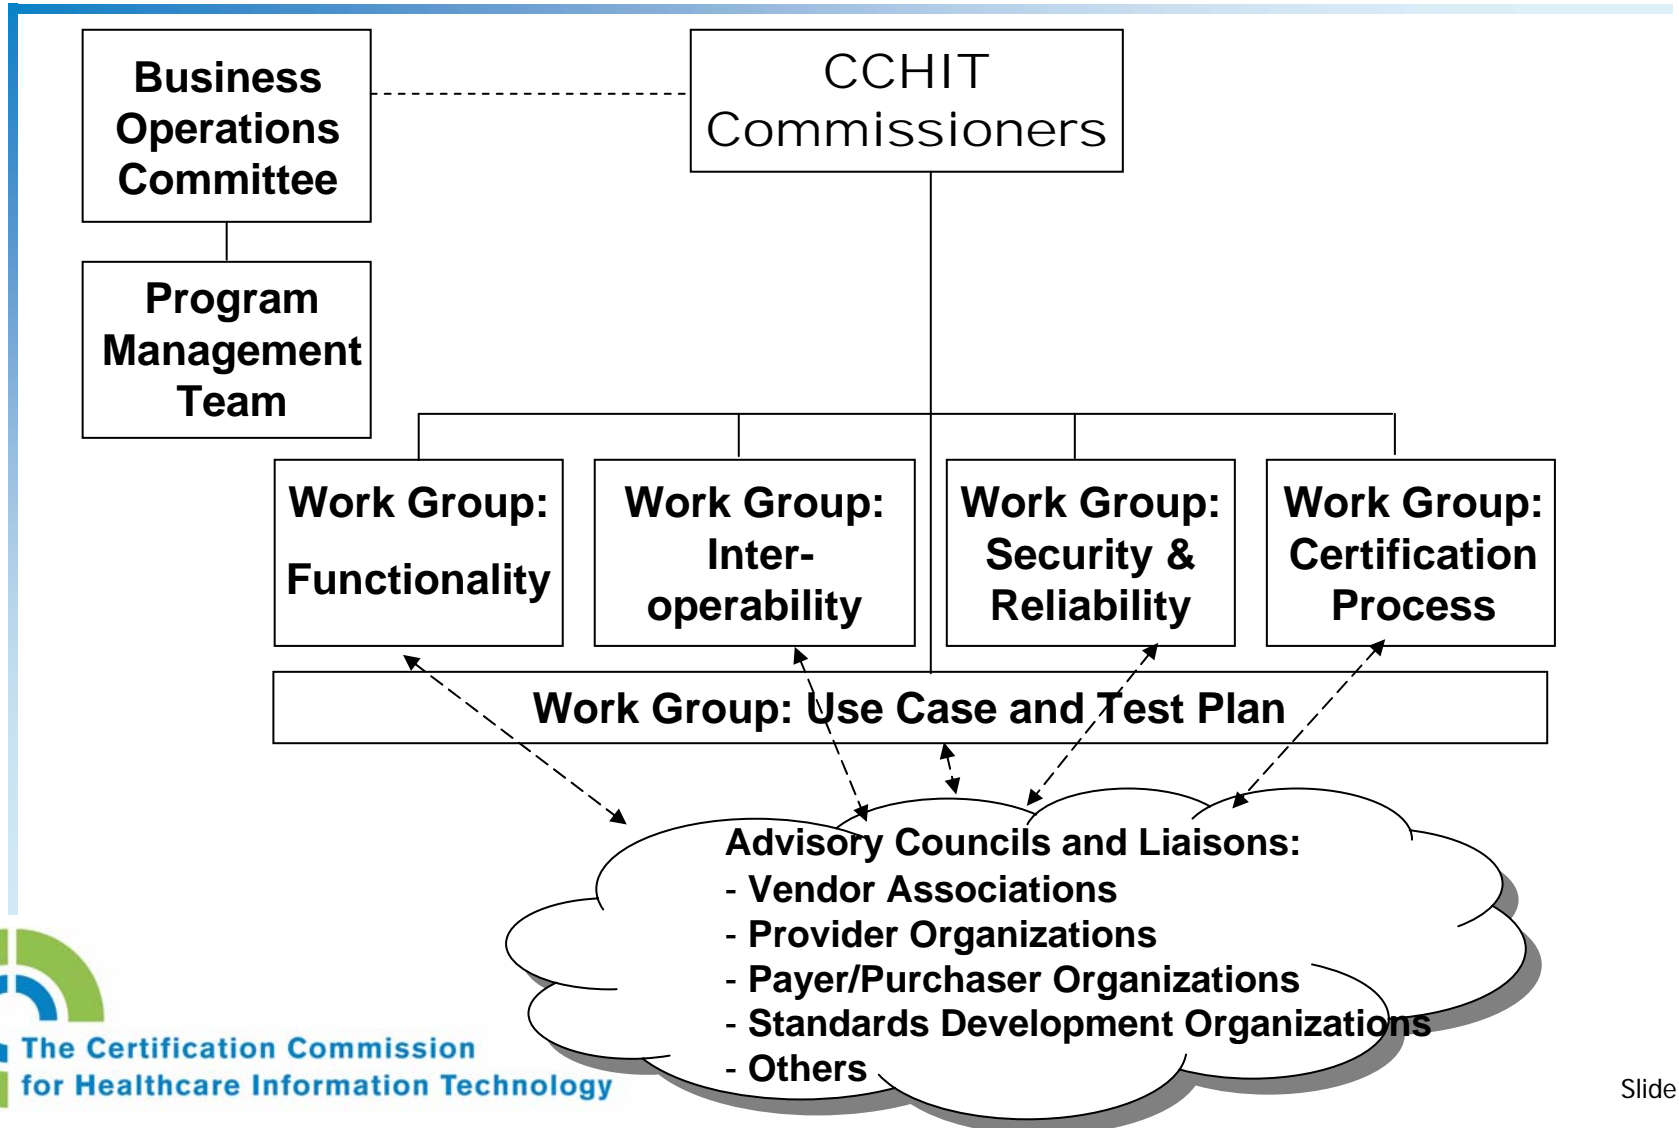 Business
Operations
Committee
CCHIT
Commissioners
Program
Management
Team
Work Group:
Functionality
Work Group:
Inter-
operability
Work Group:
Security &
Reliability
Work Group:
Certification
Process
Work Group: Use Case and Test Plan
Advisory Councils and Liaisons:
- Vendor Associations
- Provider Organizations
- Payer/Purchaser Organizations
- Standards Development Organizations
- Others
The Certification Commission
for Healthcare Information Technology
Slide